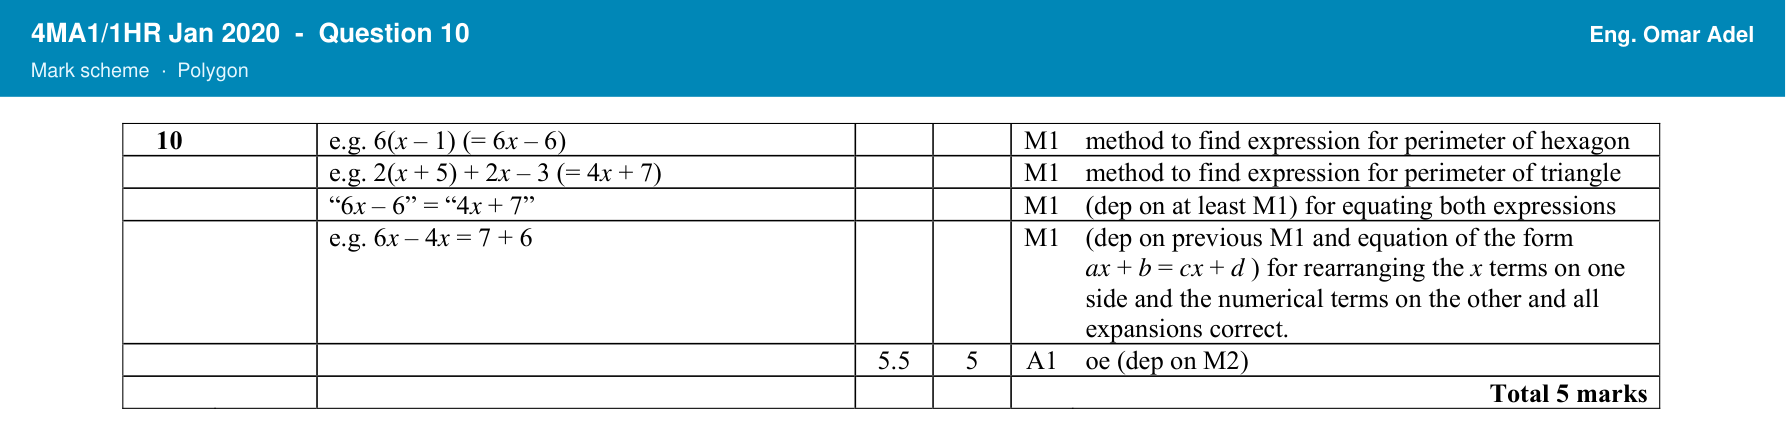 4MA1/1HR Jan 2020 - Question 10
Eng. Omar Adel
Mark scheme · Polygon
10 e.g. 6(x – 1) (= 6x – 6) M1 method to find expression for perimeter of hexagon
e.g. 2(x + 5) + 2x – 3 (= 4x + 7) M1 method to find expression for perimeter of triangle
“6x – 6” = “4x + 7” M1 (dep on at least M1) for equating both expressions
e.g. 6x – 4x = 7 + 6 M1 (dep on previous M1 and equation of the form
ax + b = cx + d ) for rearranging the x terms on one
side and the numerical terms on the other and all
expansions correct.
5.5 5 A1 oe (dep on M2)
Total 5 marks